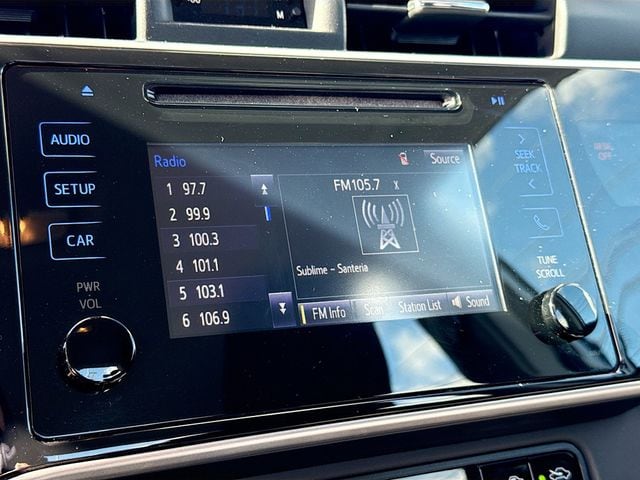 M
AUDIO
SETUP
CAR
PWR
VOL
Radio
Source
1 97.7
2 99.9
3 100.3
4 101.1
5 103.1
6 106.9
FM105.7
Sublime - Santeria
FM Info
Scan
Station List
Sound
SEEK
TRACK
TUNE
SCROLL
OFF